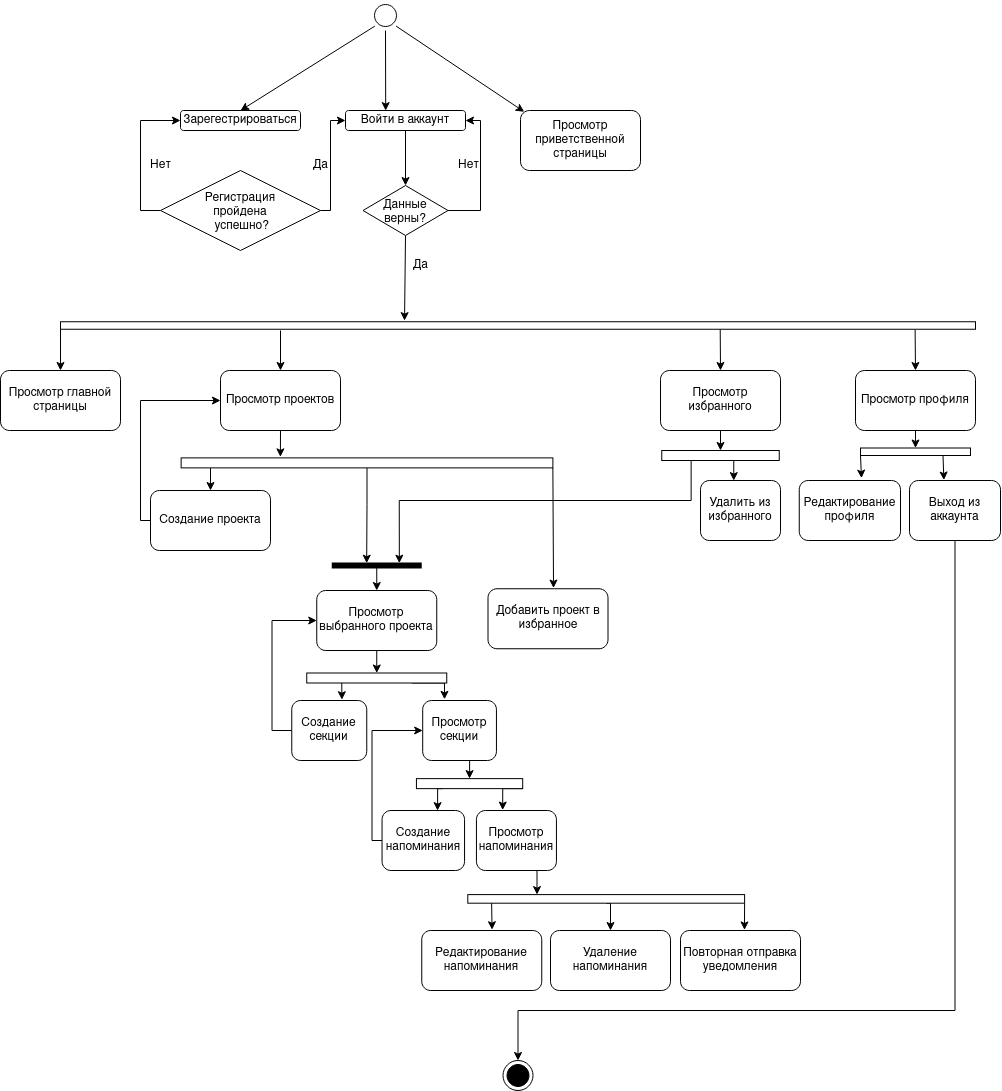 Зарегестрироваться
Войти в аккаунт
Просмотр
приветственной
страницы
Нет
Да
Нет
Регистрация
пройдена
успешно?
Данные
верны?
Да
Просмотр главной
страницы
Просмотр проектов
Просмотр
избранного
Просмотр профиля
Создание проекта
Удалить из
избранного
Редактирование
профиля
Выход из
аккаунта
Просмотр
выбранного проекта
Добавить проект в
избранное
Создание
секции
Просмотр
секции
Создание
напоминания
Просмотр
напоминания
Редактирование
напоминания
Удаление
напоминания
Повторная отправка
уведомления